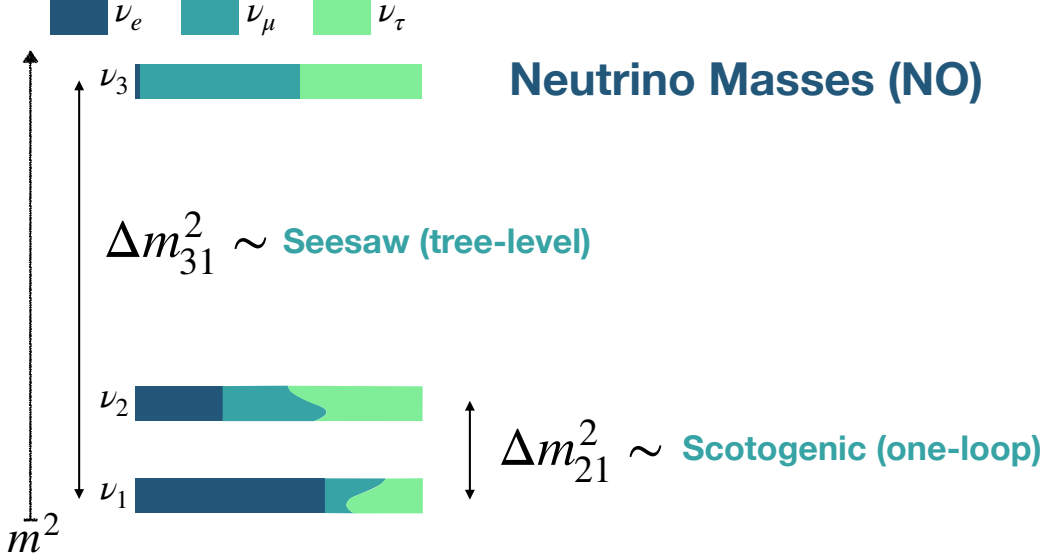 ν_e ν_μ ν_τ
ν_3 Neutrino Masses (NO)
Δm²_31 ~ Seesaw (tree-level)
ν_2
Δm²_21 ~ Scotogenic (one-loop)
ν_1
m²